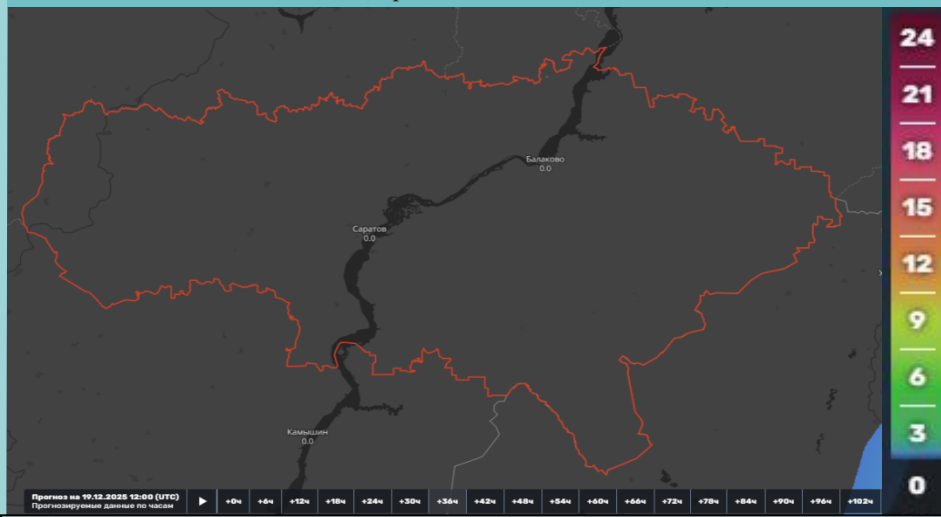 24
21
18
15
12
9
6
3
0
Балаково
0.0
Саратов
0.0
Камышин
0.0
Прогноз на 19.12.2025 12:00 (UTC)
Прогнозируемые данные по часам
+0ч +6ч +12ч +18ч +24ч +30ч +36ч +42ч +48ч +54ч +60ч +66ч +72ч +78ч +84ч +90ч +96ч +102ч